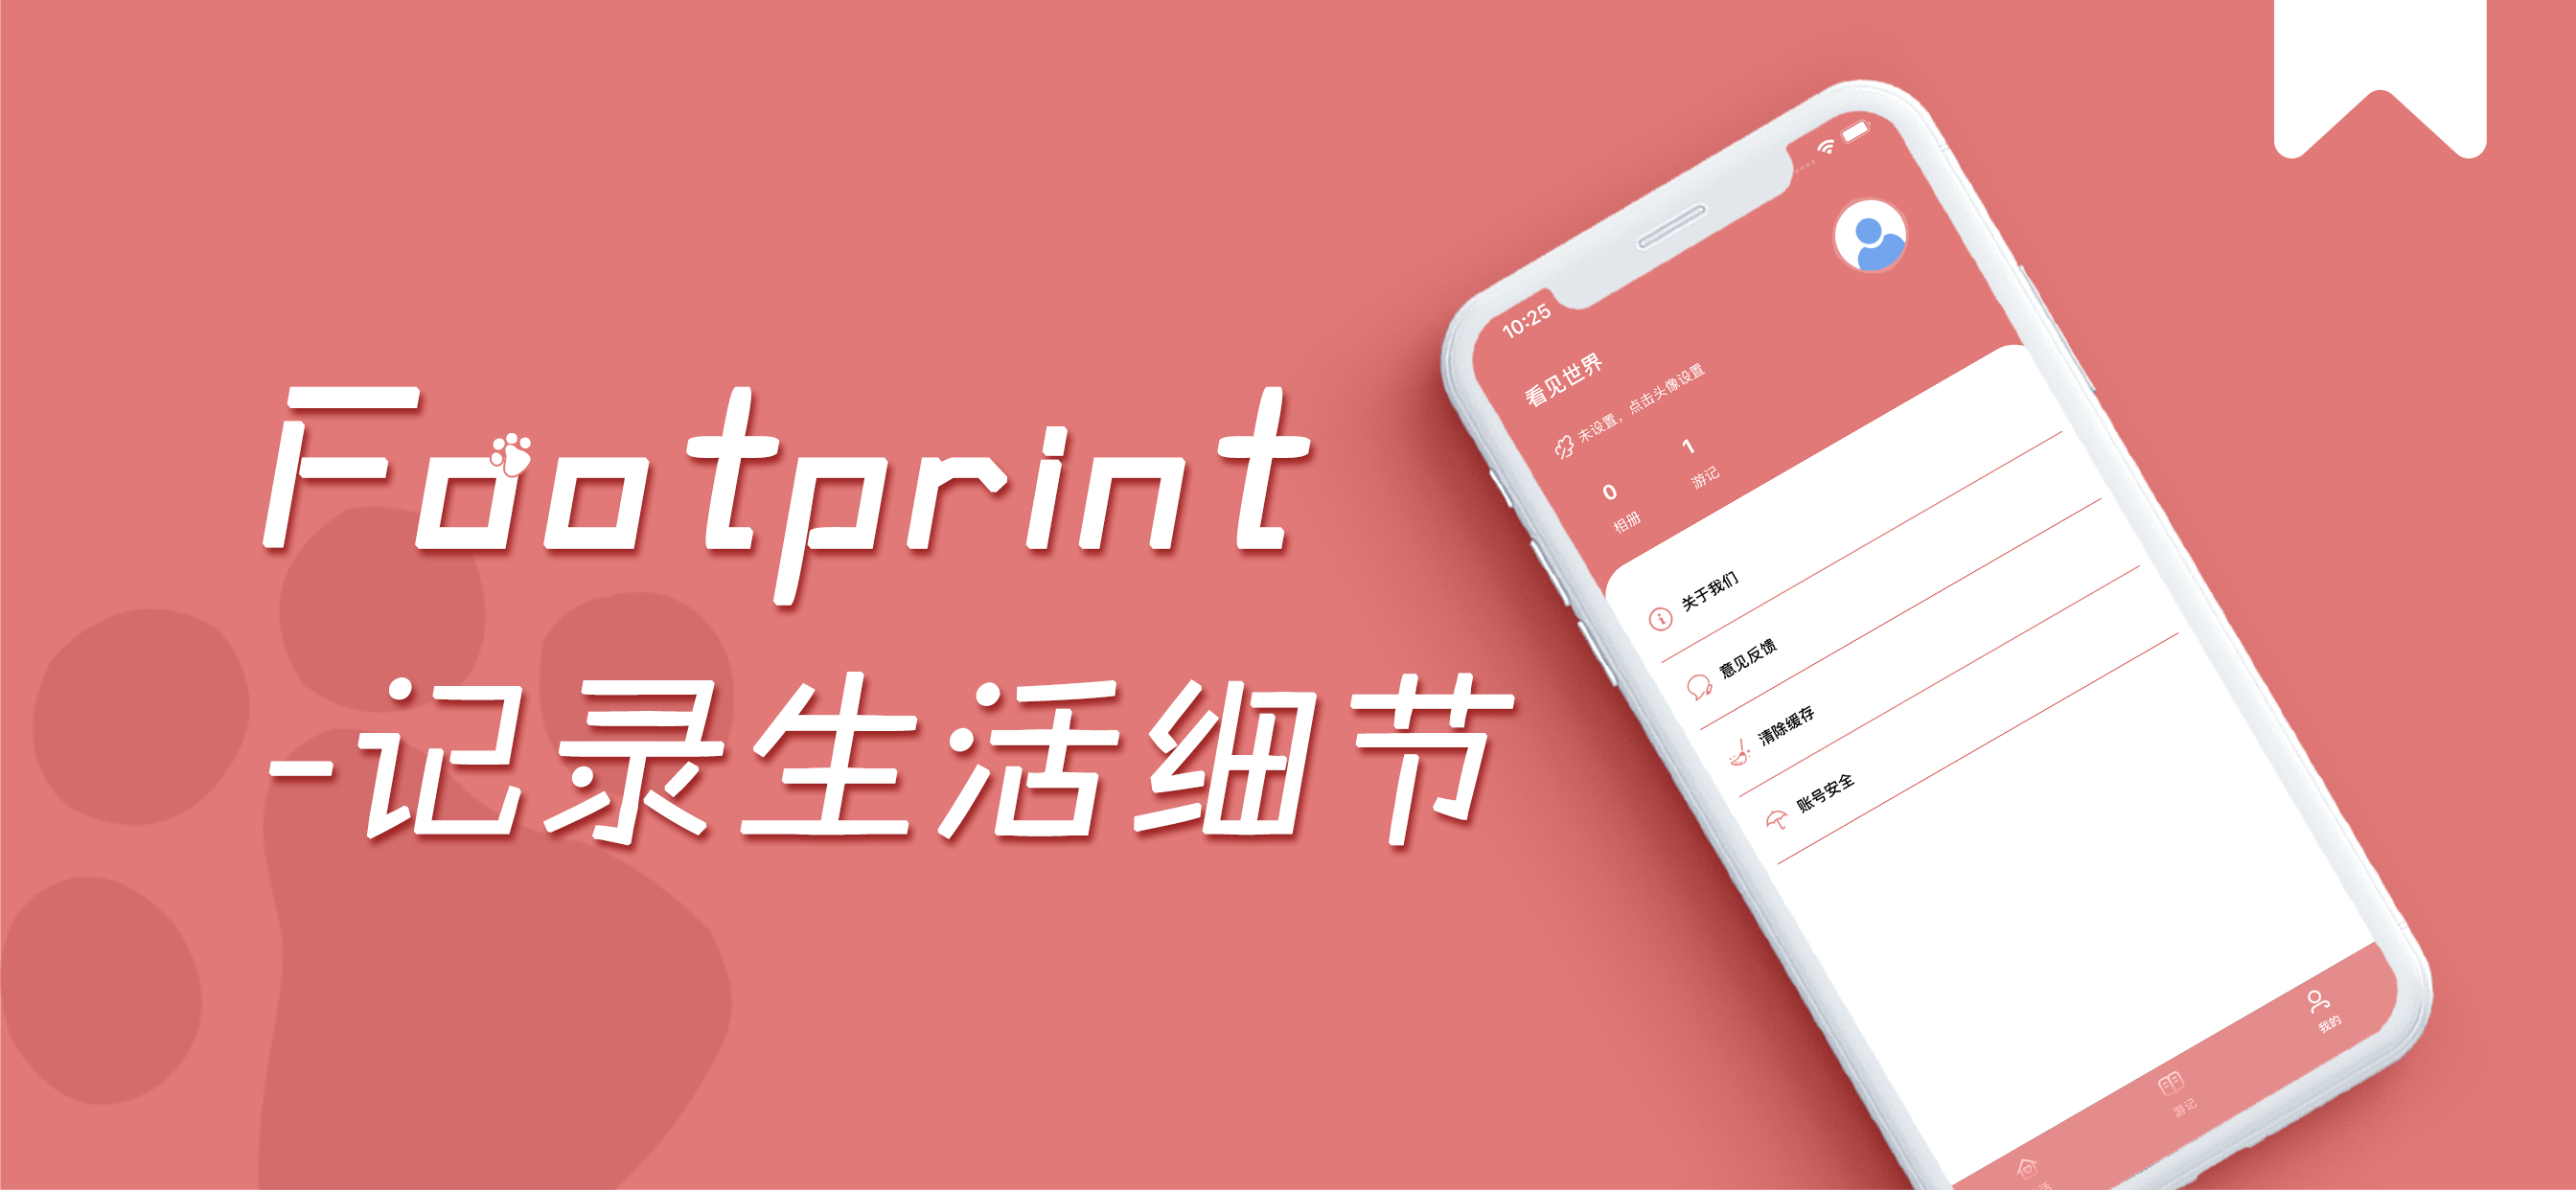 Footprint
-记录生活细节
10:25
看见世界
未设置，点击头像设置
0
1
相册
游记
关于我们
意见反馈
清除缓存
账号安全
游记
我的